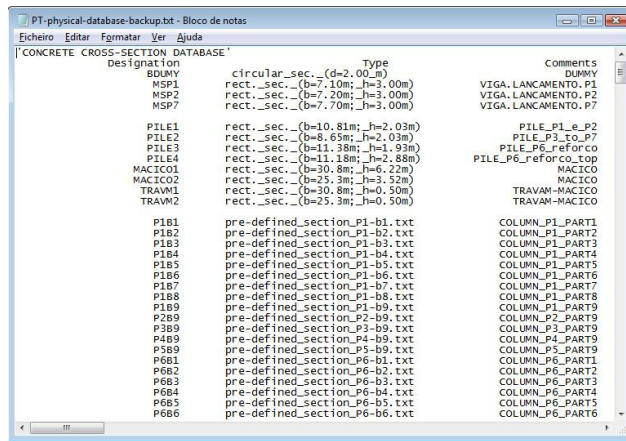 PT-physical-database-backup.txt - Bloco de notas
Ficheiro Editar Formatar Ver Ajuda
'CONCRETE CROSS-SECTION DATABASE'
Designation Type Comments
BDUMY circular_sec._(d=2.00_m) DUMMY
MSP1 rect._sec._(b=7.10m;_h=3.00m) VIGA.LANCAMENTO.P1
MSP2 rect._sec._(b=7.20m;_h=3.00m) VIGA.LANCAMENTO.P2
MSP7 rect._sec._(b=7.70m;_h=3.00m) VIGA.LANCAMENTO.P7
PILE1 rect._sec._(b=10.81m;_h=2.03m) PILE_P1_e_P2
PILE2 rect._sec._(b=8.65m;_h=2.03m) PILE_P3_to_P7
PILE3 rect._sec._(b=11.38m;_h=1.93m) PILE_P6_reforco
PILE4 rect._sec._(b=11.18m;_h=2.88m) PILE_P6_reforco_top
MACICO1 rect._sec._(b=30.8m;_h=6.22m) MACICO
MACICO2 rect._sec._(b=25.3m;_h=3.52m) MACICO
TRAVM1 rect._sec._(b=30.8m;_h=0.50m) TRAVAM-MACICO
TRAVM2 rect._sec._(b=25.3m;_h=0.50m) TRAVAM-MACICO
P1B1 pre-defined_section_P1-b1.txt COLUMN_P1_PART1
P1B2 pre-defined_section_P1-b2.txt COLUMN_P1_PART2
P1B3 pre-defined_section_P1-b3.txt COLUMN_P1_PART3
P1B4 pre-defined_section_P1-b4.txt COLUMN_P1_PART4
P1B5 pre-defined_section_P1-b5.txt COLUMN_P1_PART5
P1B6 pre-defined_section_P1-b6.txt COLUMN_P1_PART6
P1B7 pre-defined_section_P1-b7.txt COLUMN_P1_PART7
P1B8 pre-defined_section_P1-b8.txt COLUMN_P1_PART8
P1B9 pre-defined_section_P1-b9.txt COLUMN_P1_PART9
P2B9 pre-defined_section_P2-b9.txt COLUMN_P2_PART9
P3B9 pre-defined_section_P3-b9.txt COLUMN_P3_PART9
P4B9 pre-defined_section_P4-b9.txt COLUMN_P4_PART9
P5B9 pre-defined_section_P5-b9.txt COLUMN_P5_PART9
P6B1 pre-defined_section_P6-b1.txt COLUMN_P6_PART1
P6B2 pre-defined_section_P6-b2.txt COLUMN_P6_PART2
P6B3 pre-defined_section_P6-b3.txt COLUMN_P6_PART3
P6B4 pre-defined_section_P6-b4.txt COLUMN_P6_PART4
P6B5 pre-defined_section_P6-b5.txt COLUMN_P6_PART5
P6B6 pre-defined_section_P6-b6.txt COLUMN_P6_PART6